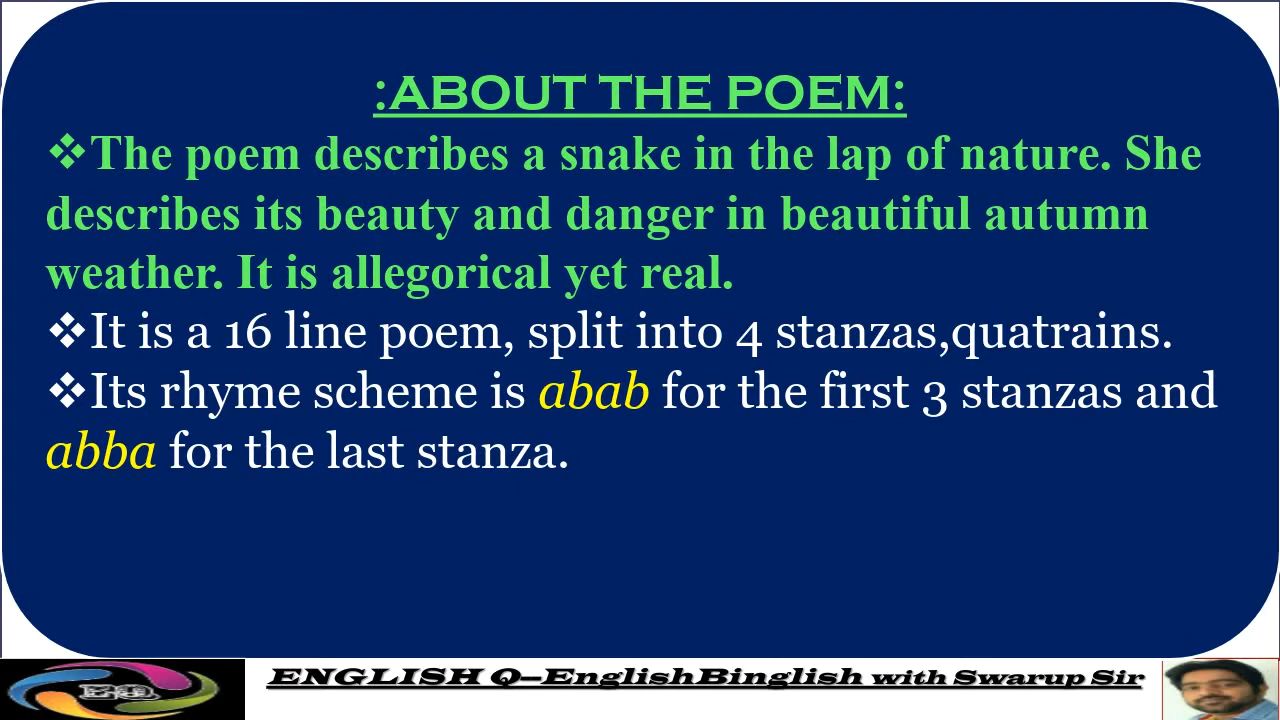 :ABOUT THE POEM:
❖The poem describes a snake in the lap of nature. She
describes its beauty and danger in beautiful autumn
weather. It is allegorical yet real.
❖It is a 16 line poem, split into 4 stanzas,quatrains.
❖Its rhyme scheme is abab for the first 3 stanzas and
abba for the last stanza.
ENGLISH Q–EnglishBinglish with Swarup Sir